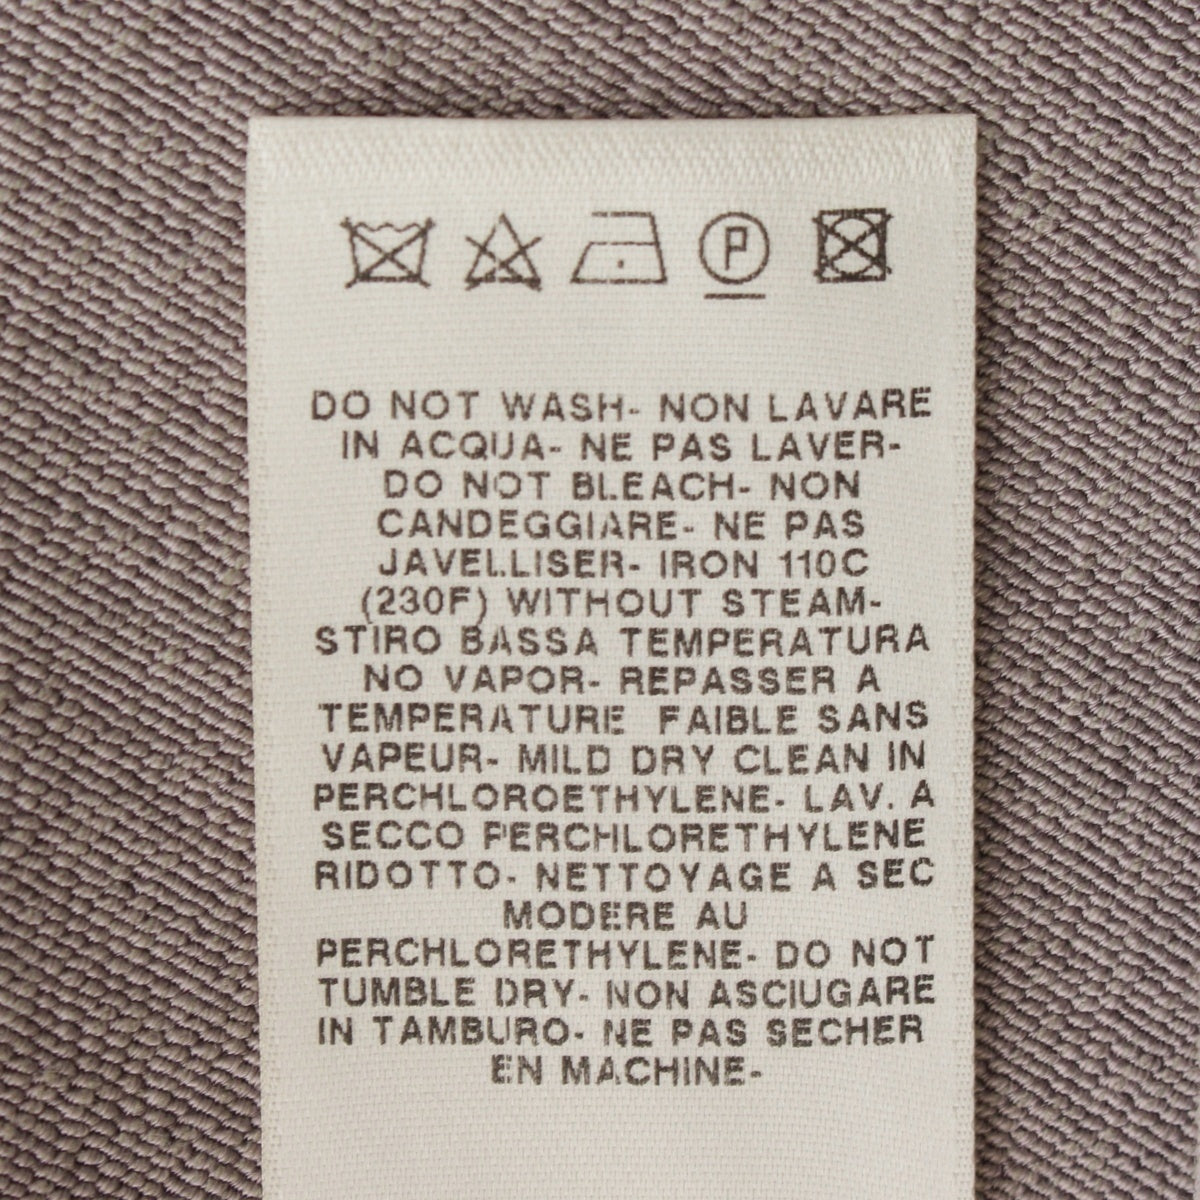 P
DO NOT WASH- NON LAVARE
IN ACQUA- NE PAS LAVER-
DO NOT BLEACH- NON
CANDEGGIARE- NE PAS
JAVELLISER- IRON 110C
(230F) WITHOUT STEAM-
STIRO BASSA TEMPERATURA
NO VAPOR- REPASSER A
TEMPERATURE FAIBLE SANS
VAPEUR- MILD DRY CLEAN IN
PERCHLOROETHYLENE- LAV. A
SECCO PERCHLORETHYLENE
RIDOTTO- NETTOYAGE A SEC
MODERE AU
PERCHLORETHYLENE- DO NOT
TUMBLE DRY- NON ASCIUGARE
IN TAMBURO- NE PAS SECHER
EN MACHINE-